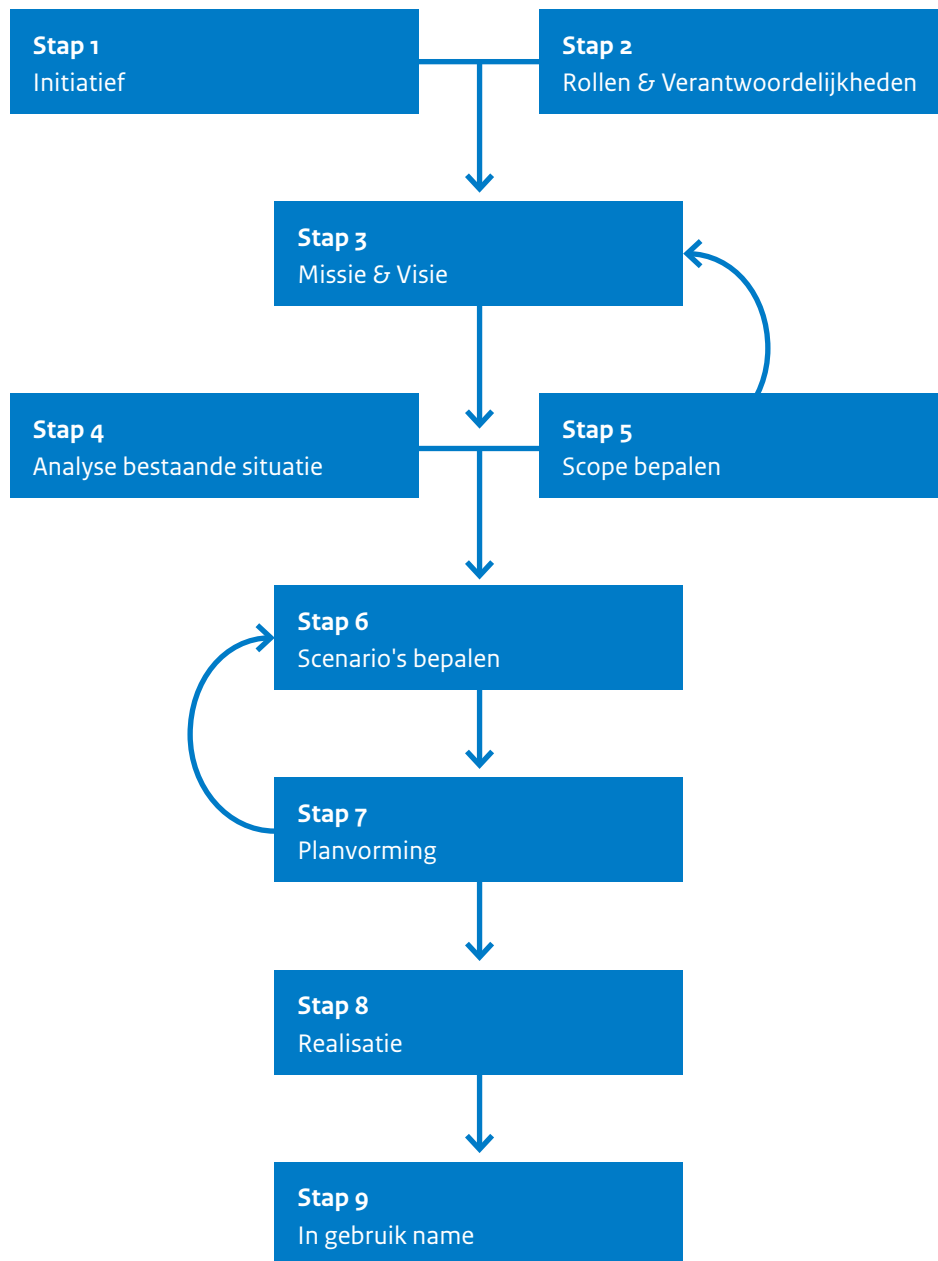 Stap 1
Initiatief
Stap 2
Rollen & Verantwoordelijkheden
Stap 3
Missie & Visie
Stap 4
Analyse bestaande situatie
Stap 5
Scope bepalen
Stap 6
Scenario's bepalen
Stap 7
Planvorming
Stap 8
Realisatie
Stap 9
In gebruik name